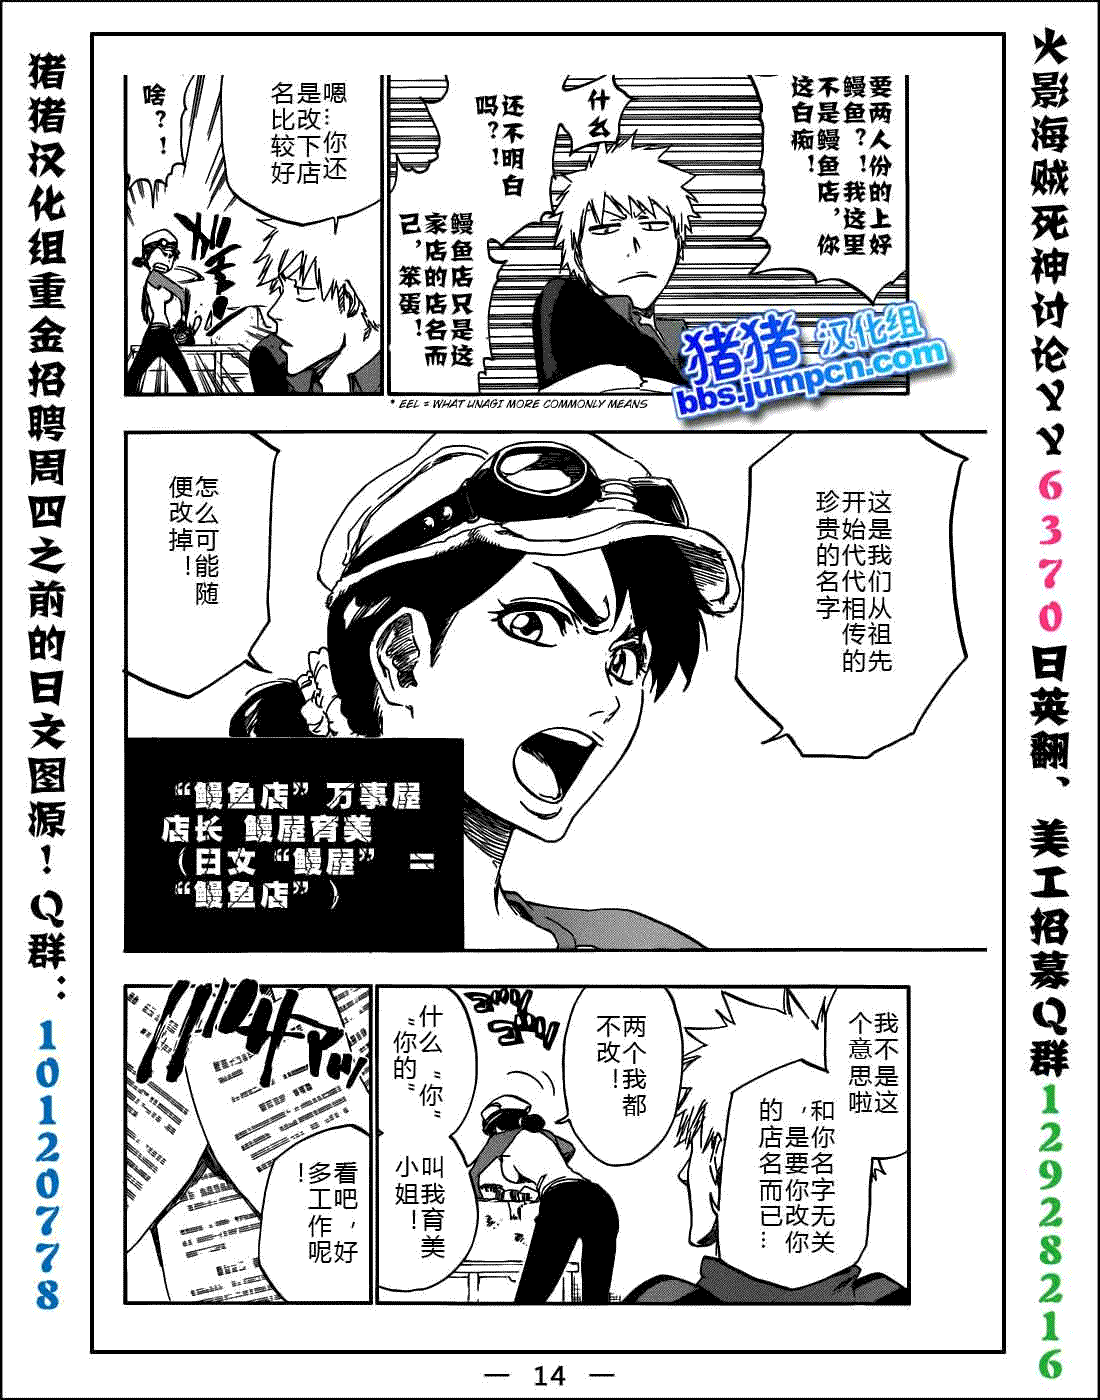 火影海贼死神讨论YY6370日英翻、美工招募Q群129928216
要两人份的上好
鳗鱼？！我这里
不是鳗鱼店，你
这白痴！
什么
还不明白
吗？！
鳗鱼店只是这
家店的店名而
已，笨蛋！
嗯…你还
是改下店
名比较好
啥？！
猪猪汉化组
bbs.jumpcn.com
* EEL = WHAT UNAGI MORE COMMONLY MEANS
这是我们从祖先
开始代代相传的
珍贵的名字
怎么可能随
便改掉！
“鳗鱼店”万事屋
店长 鳗屋育美
（日文“鳗屋” ＝
“鳗鱼店”）
我不是这
个意思啦
和你名字无关
，是要你改你
的店名而已…
两个我都
不改！
什么“你”
“你的”
叫我育美
小姐！
看吧，好
多工作呢
！
猪猪汉化组重金招聘周四之前的日文图源！Q群：101207778
— 14 —